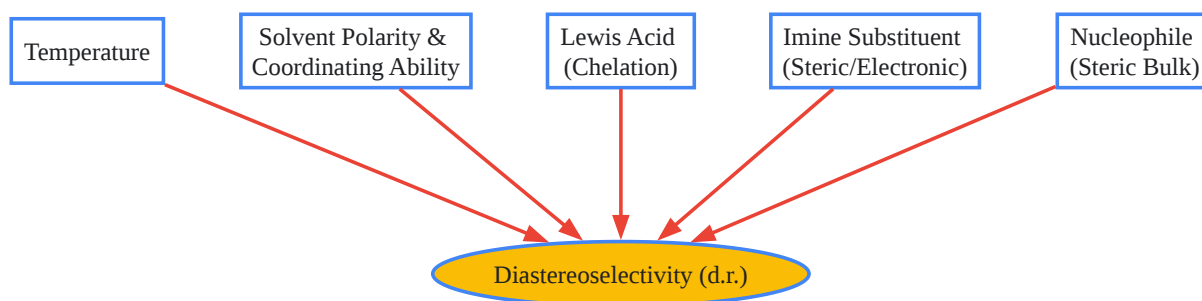 Temperature
Solvent Polarity &
Coordinating Ability
Lewis Acid
(Chelation)
Imine Substituent
(Steric/Electronic)
Nucleophile
(Steric Bulk)
Diastereoselectivity (d.r.)